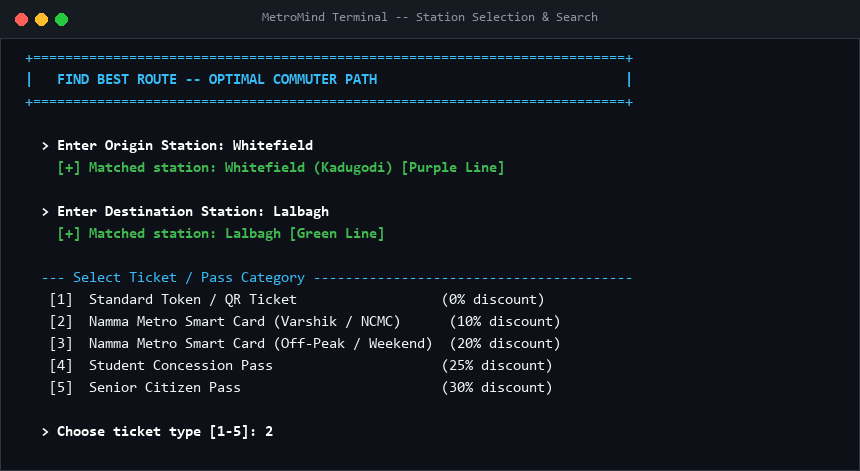 MetroMind Terminal -- Station Selection & Search
+==========================================================================+
|   FIND BEST ROUTE -- OPTIMAL COMMUTER PATH                               |
+==========================================================================+
> Enter Origin Station: Whitefield
[+] Matched station: Whitefield (Kadugodi) [Purple Line]
> Enter Destination Station: Lalbagh
[+] Matched station: Lalbagh [Green Line]
--- Select Ticket / Pass Category ----------------------------------------
[1]  Standard Token / QR Ticket                  (0% discount)
[2]  Namma Metro Smart Card (Varshik / NCMC)      (10% discount)
[3]  Namma Metro Smart Card (Off-Peak / Weekend)  (20% discount)
[4]  Student Concession Pass                     (25% discount)
[5]  Senior Citizen Pass                         (30% discount)
> Choose ticket type [1-5]: 2